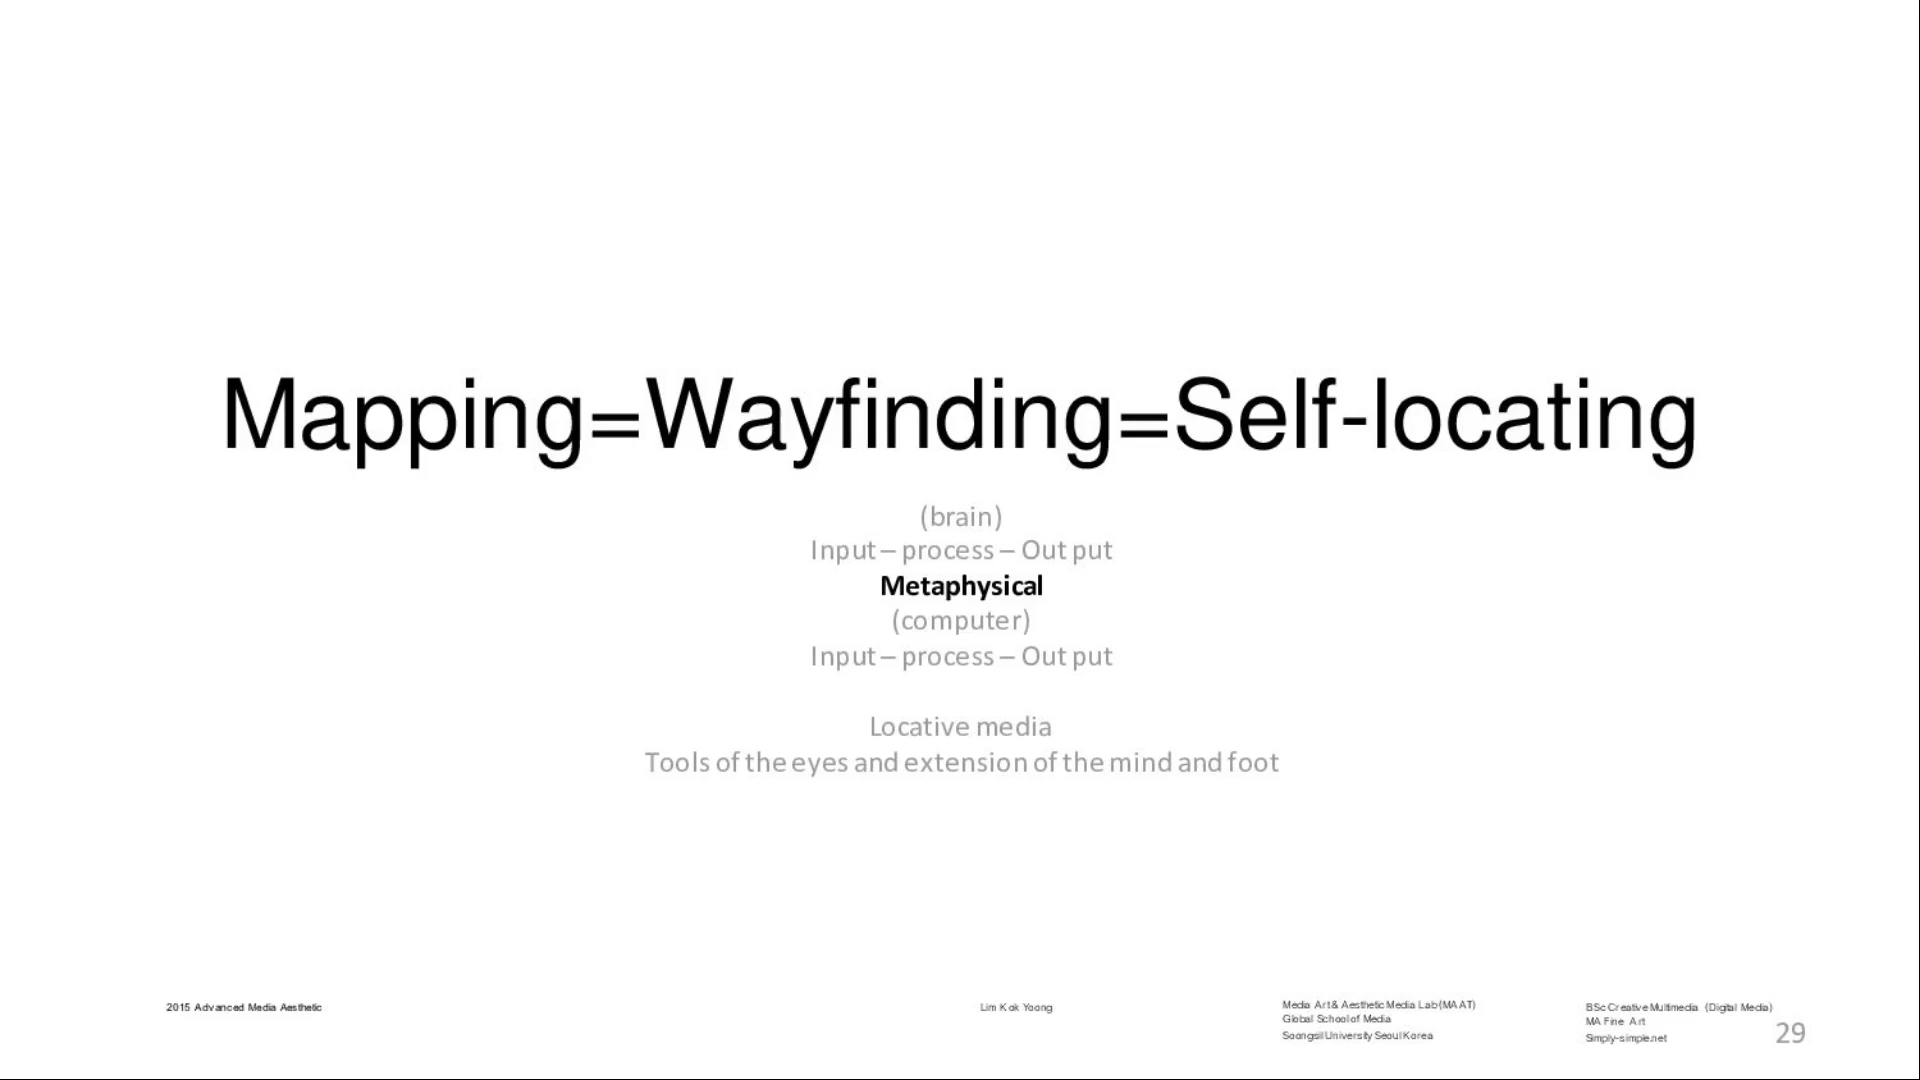 Mapping=Wayfinding=Self-locating
(brain)
Input – process – Out put
Metaphysical
(computer)
Input – process – Out put
Locative media
Tools of the eyes and extension of the mind and foot
2015 Advanced Media Aesthetic
Lim Kok Yoong
Media Art & Aesthetic Media Lab (MAAT)
Global School of Media
Soongsil University Seoul Korea
BSc Creative Multimedia (Digital Media)
MA Fine Art
Simply-simple.net
29